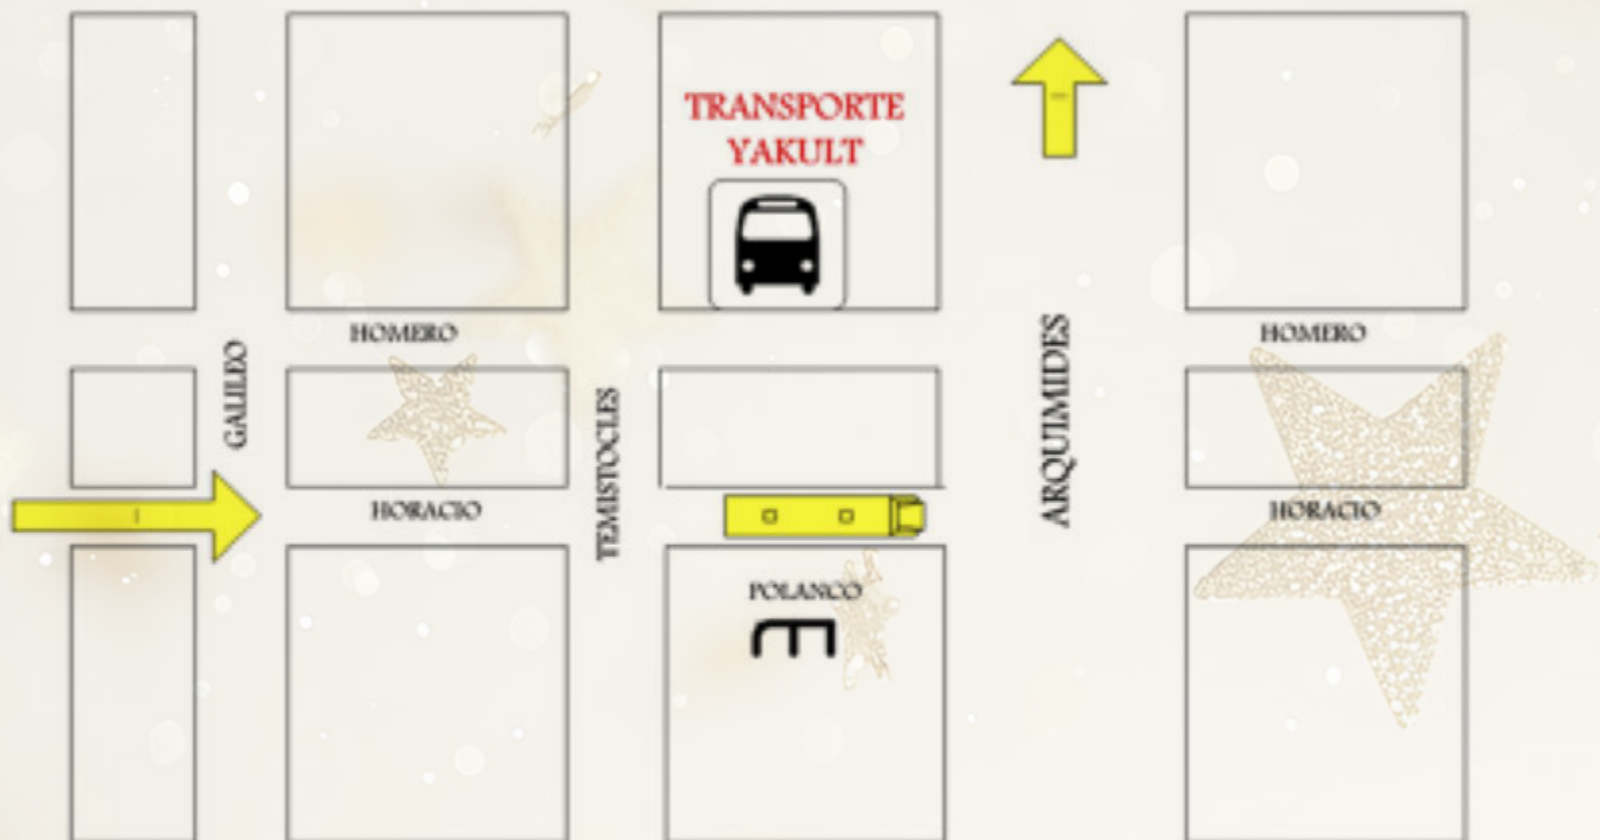 TRANSPORTE
YAKULT
HOMERO
HOMERO
GALILEO
TEMISTOCLES
ARQUIMIDES
HORACIO
HORACIO
POLANCO